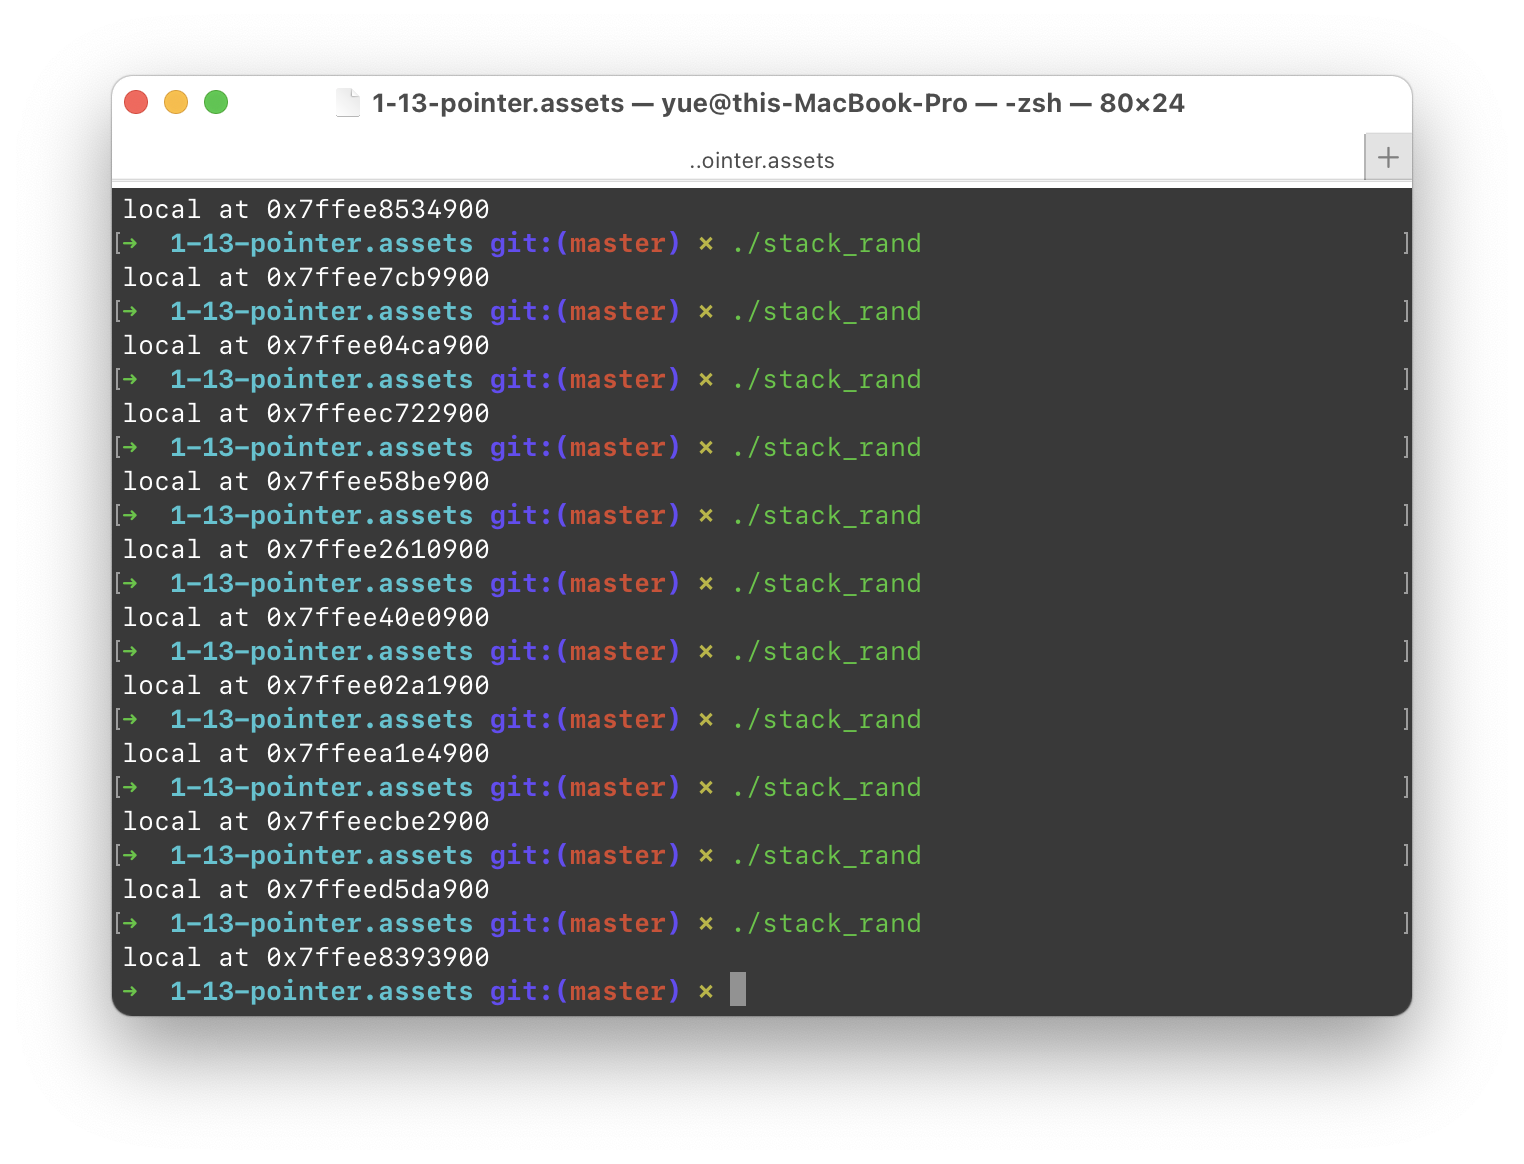 1-13-pointer.assets — yue@this-MacBook-Pro — -zsh — 80×24
..ointer.assets
local at 0x7ffee8534900
[➜  1-13-pointer.assets git:(master) × ./stack_rand ]
local at 0x7ffee7cb9900
[➜  1-13-pointer.assets git:(master) × ./stack_rand ]
local at 0x7ffee04ca900
[➜  1-13-pointer.assets git:(master) × ./stack_rand ]
local at 0x7ffeec722900
[➜  1-13-pointer.assets git:(master) × ./stack_rand ]
local at 0x7ffee58be900
[➜  1-13-pointer.assets git:(master) × ./stack_rand ]
local at 0x7ffee2610900
[➜  1-13-pointer.assets git:(master) × ./stack_rand ]
local at 0x7ffee40e0900
[➜  1-13-pointer.assets git:(master) × ./stack_rand ]
local at 0x7ffee02a1900
[➜  1-13-pointer.assets git:(master) × ./stack_rand ]
local at 0x7ffeea1e4900
[➜  1-13-pointer.assets git:(master) × ./stack_rand ]
local at 0x7ffeecbe2900
[➜  1-13-pointer.assets git:(master) × ./stack_rand ]
local at 0x7ffeed5da900
[➜  1-13-pointer.assets git:(master) × ./stack_rand ]
local at 0x7ffee8393900
➜  1-13-pointer.assets git:(master) ×